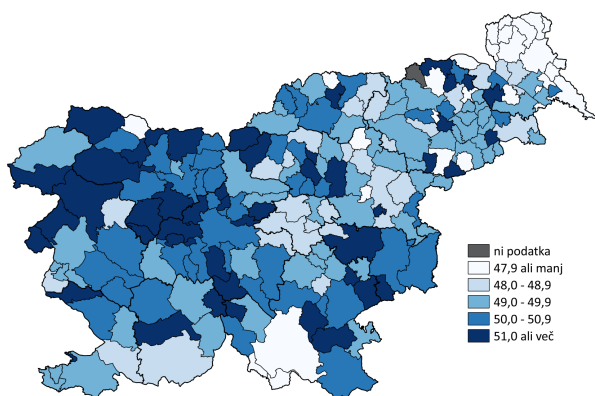 ni podatka
47,9 ali manj
48,0 - 48,9
49,0 - 49,9
50,0 - 50,9
51,0 ali več